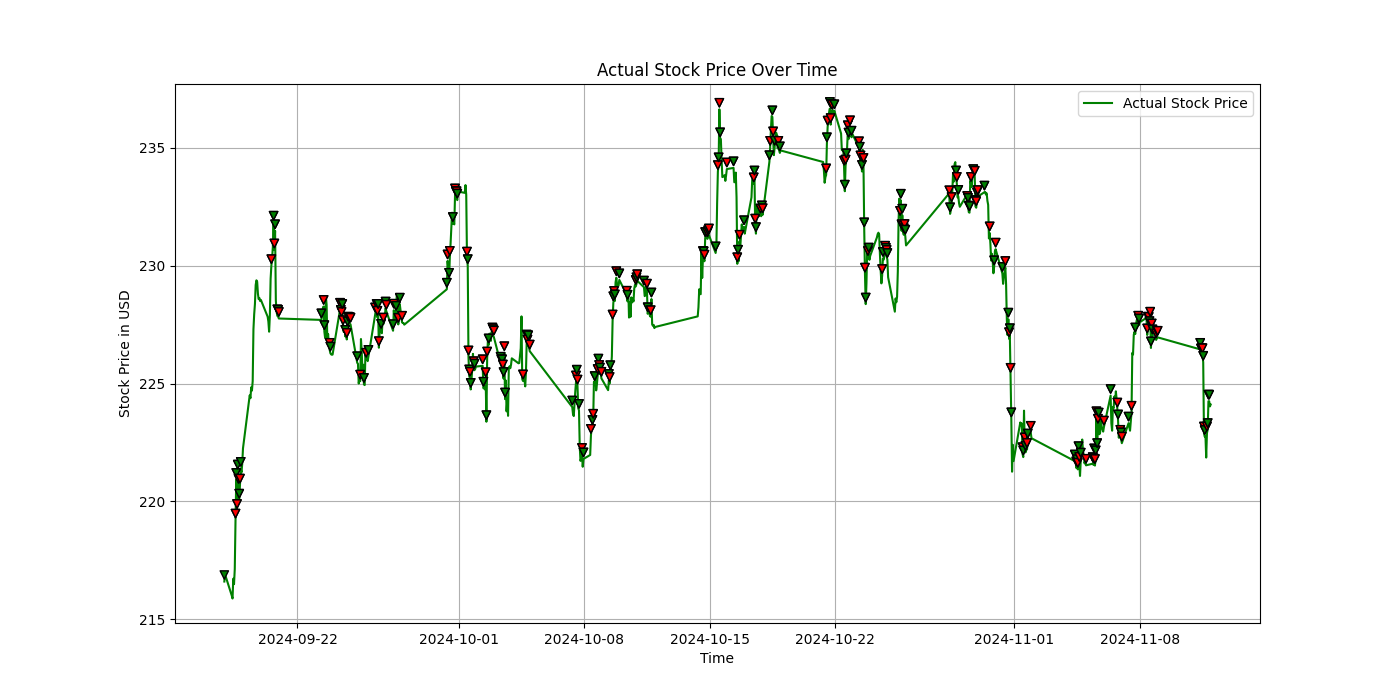 Actual Stock Price Over Time
Actual Stock Price
Stock Price in USD
235
230
225
220
215
2024-09-22 2024-10-01 2024-10-08 2024-10-15 2024-10-22 2024-11-01 2024-11-08
Time